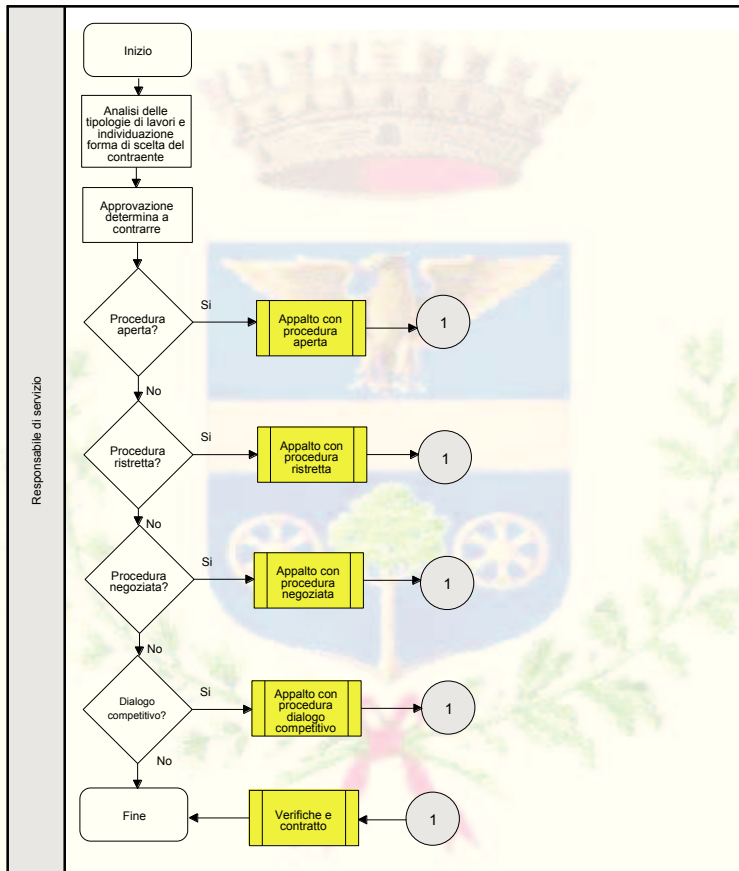 Responsabile di servizio
Inizio
Analisi delle
tipologie di lavori e
individuazione
forma di scelta del
contraente
Approvazione
determina a
contrarre
Procedura
aperta?
Si
Appalto con
procedura
aperta
1
No
Procedura
ristretta?
Si
Appalto con
procedura
ristretta
1
No
Procedura
negoziata?
Si
Appalto con
procedura
negoziata
1
No
Dialogo
competitivo?
Si
Appalto con
procedura
dialogo
competitivo
1
No
Fine
Verifiche e
contratto
1